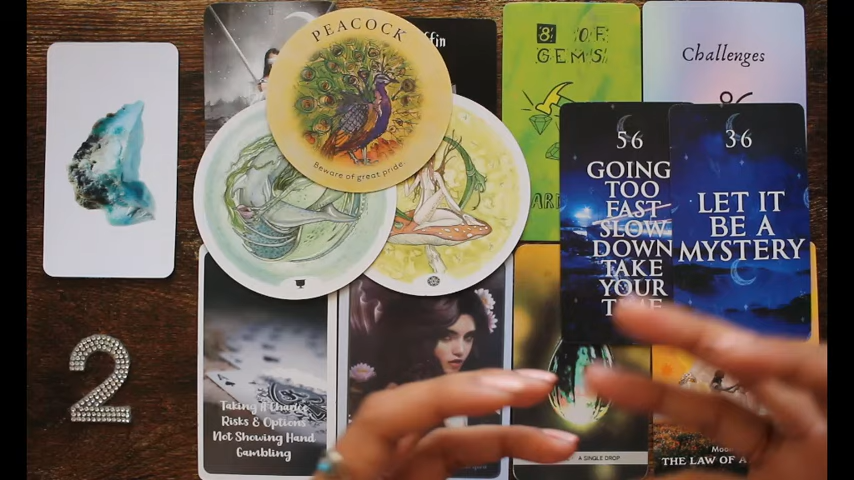 PEACOCK
Beware of great pride.
8 OF
GEMS
Challenges
56
GOING
TOO
FAST
SLOW
DOWN
TAKE
YOUR
36
LET IT
BE A
MYSTERY
Taking A Chance
Risks & Options
Not Showing Hand
Gambling
A SINGLE DROP
THE LAW OF
2